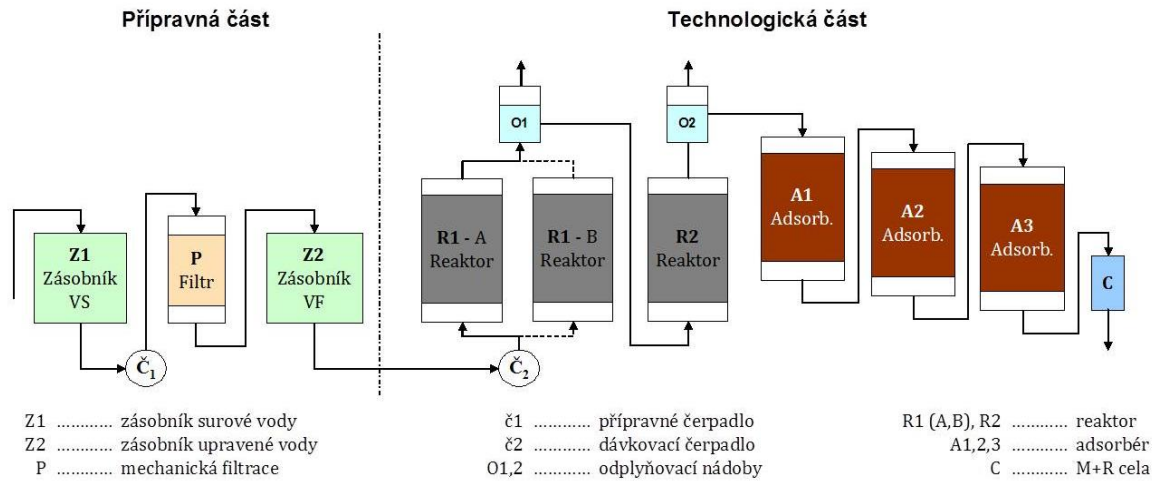 Přípravná část
Technologická část
O1
O2
Z1
Zásobník
VS
P
Filtr
Z2
Zásobník
VF
R1 - A
Reaktor
R1 - B
Reaktor
R2
Reaktor
A1
Adsorb.
A2
Adsorb.
A3
Adsorb.
C
Č1
Č2
Z1 ............ zásobník surové vody
Z2 ............ zásobník upravené vody
P ............ mechanická filtrace
č1 ............ přípravné čerpadlo
č2 ............ dávkovací čerpadlo
O1,2 ............ odplyňovací nádoby
R1 (A,B), R2 ............ reaktor
A1,2,3 ............ adsorbér
C ............ M+R cela